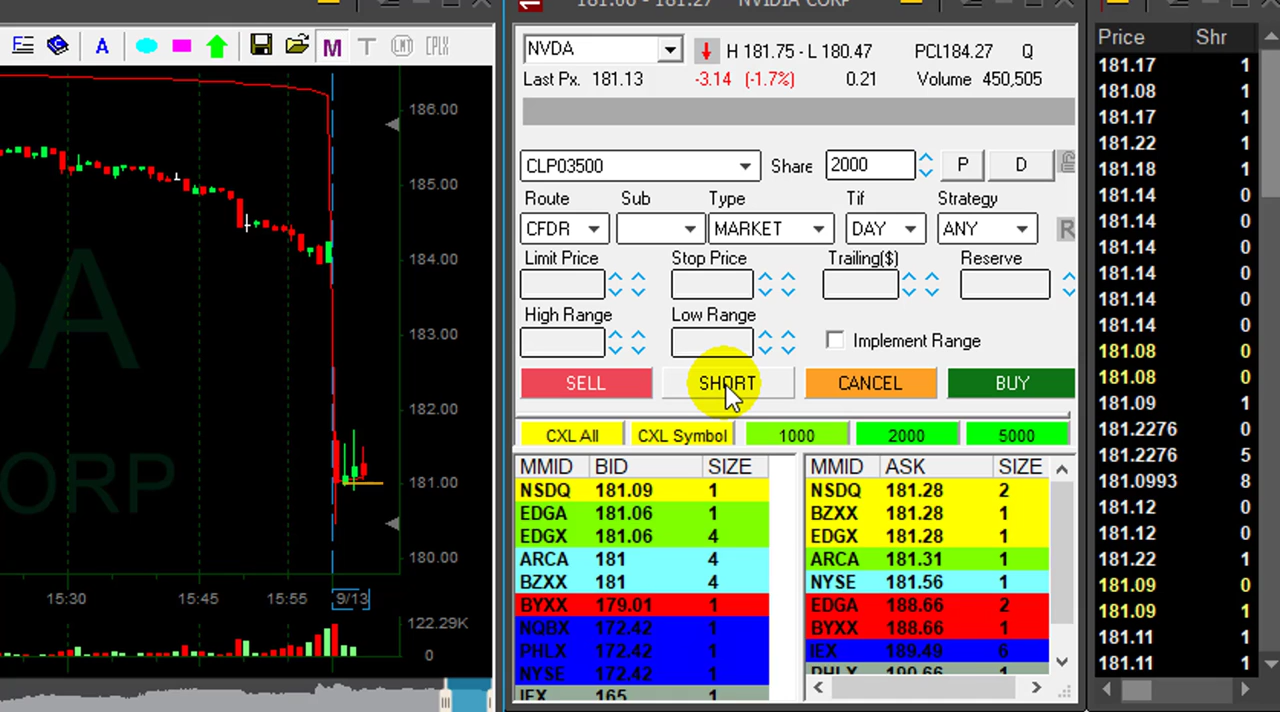 181.00 - 181.27 NVIDIA CORP
A M T LMT CPLX
186.00
185.00
184.00
183.00
182.00
181.00
180.00
DA
CORP
15:30 15:45 15:55 9/13
122.29K
0
NVDA H 181.75 - L 180.47 PCL184.27 Q
Last Px. 181.13 -3.14 (-1.7%) 0.21 Volume 450,505
CLP03500 Share 2000 P D
Route Sub Type Tif Strategy
CFDR MARKET DAY ANY R
Limit Price Stop Price Trailing($) Reserve
High Range Low Range
Implement Range
SELL SHORT CANCEL BUY
CXL All CXL Symbol 1000 2000 5000
MMID BID SIZE
NSDQ 181.09 1
EDGA 181.06 1
EDGX 181.06 4
ARCA 181 4
BZXX 181 4
BYXX 179.01 1
NQBX 172.42 1
PHLX 172.42 1
NYSE 172.42 1
IEX 165 1
MMID ASK SIZE
NSDQ 181.28 2
BZXX 181.28 1
EDGX 181.28 1
ARCA 181.31 1
NYSE 181.56 1
EDGA 188.66 2
BYXX 188.66 1
IEX 189.49 6
PHLX 190.66 1
Price Shr
181.17 1
181.08 1
181.17 1
181.22 1
181.18 1
181.14 0
181.14 0
181.14 0
181.14 0
181.14 0
181.14 0
181.08 0
181.08 0
181.09 1
181.2276 0
181.2276 5
181.0993 8
181.12 0
181.12 0
181.22 1
181.09 0
181.09 1
181.11 1
181.11 1